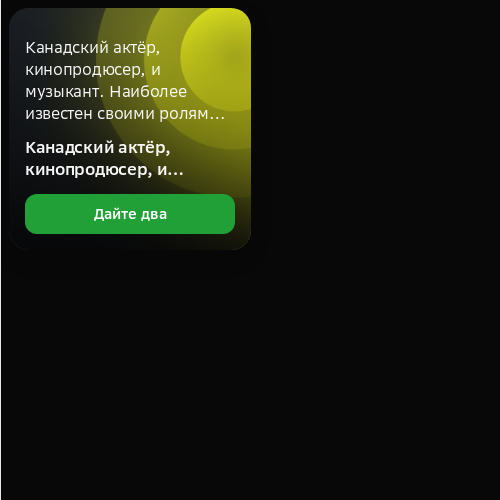 Канадский актёр,
кинопродюсер, и
музыкант. Наиболее
известен своими ролям…
Канадский актёр,
кинопродюсер, и…
Дайте два